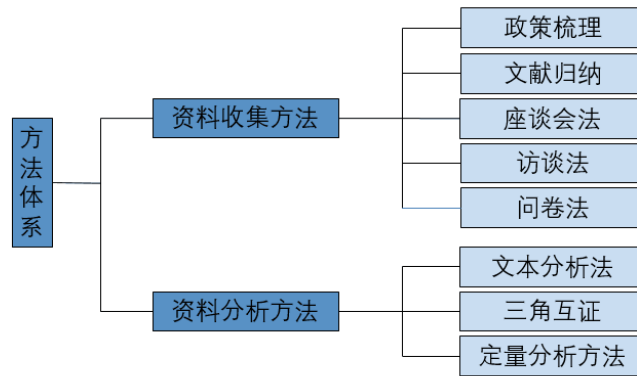 方法体系
资料收集方法
政策梳理
文献归纳
座谈会法
访谈法
问卷法
资料分析方法
文本分析法
三角互证
定量分析方法